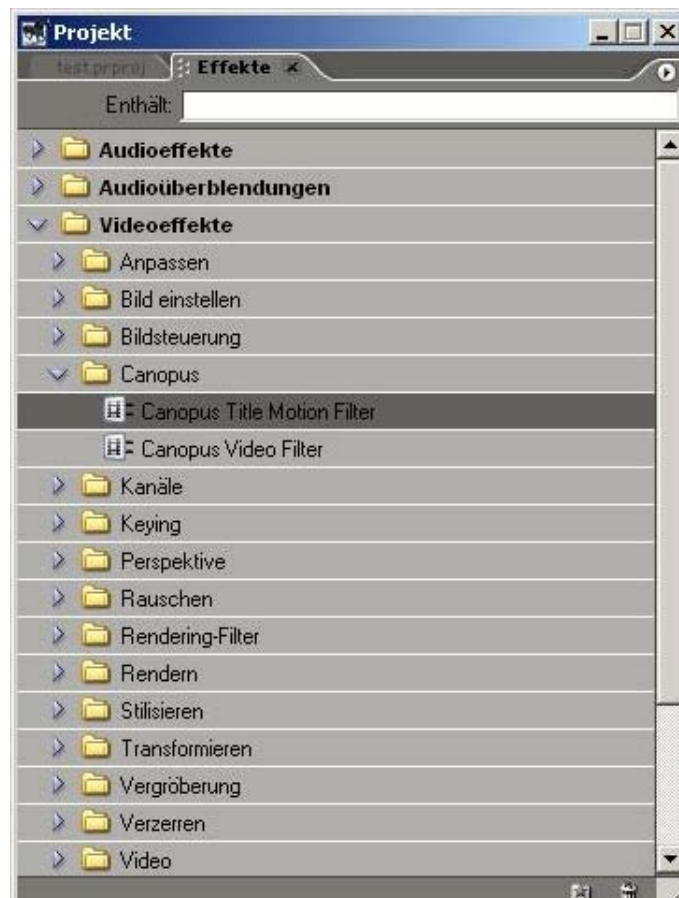 Projekt
test.prproj Effekte
Enthält:
Audioeffekte
Audioüberblendungen
Videoeffekte
Anpassen
Bild einstellen
Bildsteuerung
Canopus
Canopus Title Motion Filter
Canopus Video Filter
Kanäle
Keying
Perspektive
Rauschen
Rendering-Filter
Rendern
Stilisieren
Transformieren
Vergröberung
Verzerren
Video